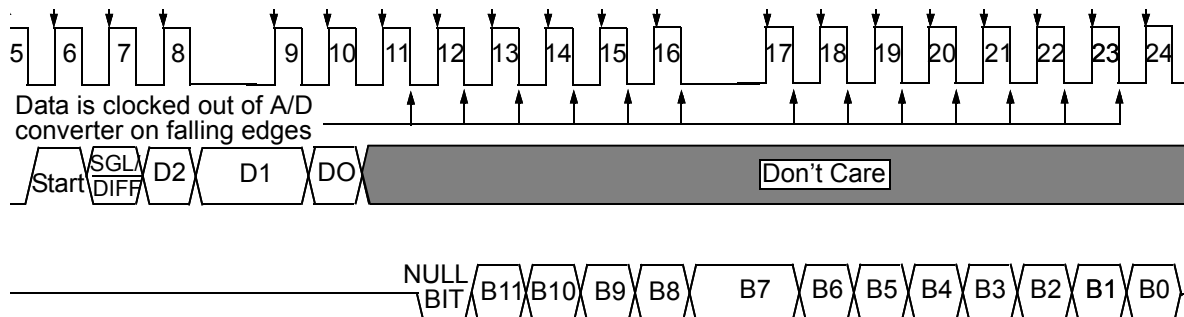 5 6 7 8 9 10 11 12 13 14 15 16 17 18 19 20 21 22 23 24
Data is clocked out of A/D
converter on falling edges
Start SGL/DIFF D2 D1 DO Don't Care
NULL BIT B11 B10 B9 B8 B7 B6 B5 B4 B3 B2 B1 B0